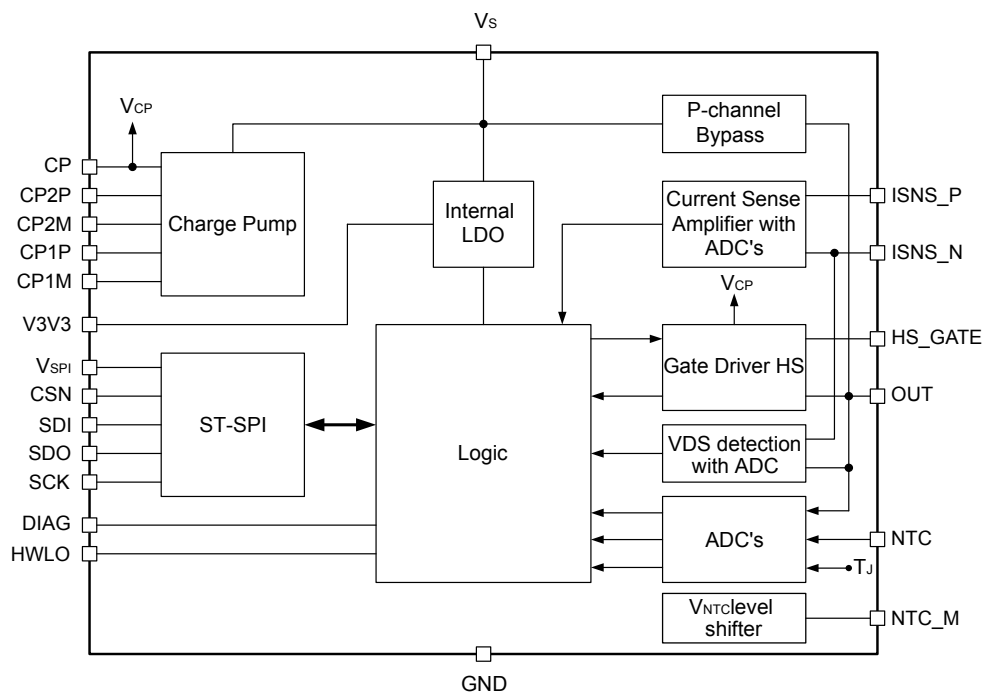 VS
VCP
CP
CP2P
CP2M
CP1P
CP1M
V3V3
VSPI
CSN
SDI
SDO
SCK
DIAG
HWLO
Charge Pump
ST-SPI
Internal
LDO
Logic
P-channel
Bypass
Current Sense
Amplifier with
ADC's
VCP
Gate Driver HS
VDS detection
with ADC
ADC's
TJ
VNTClevel
shifter
ISNS_P
ISNS_N
HS_GATE
OUT
NTC
NTC_M
GND